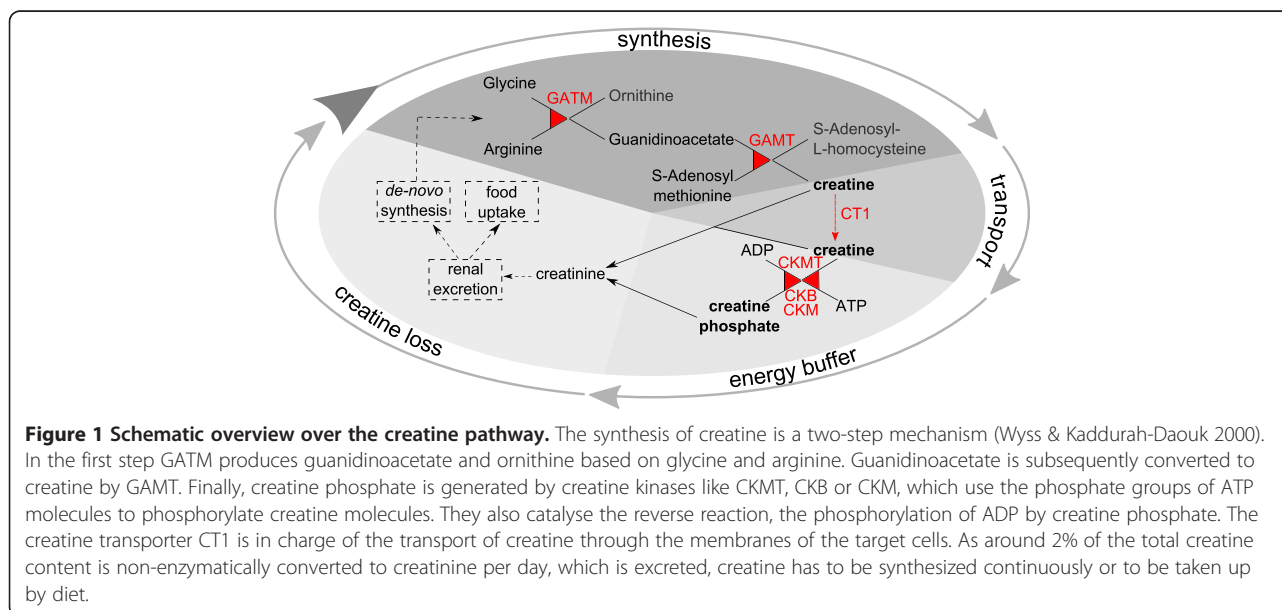 synthesis
Glycine
GATM
Ornithine
Arginine
Guanidinoacetate
GAMT
S-Adenosyl-
L-homocysteine
S-Adenosyl
methionine
creatine
CT1
transport
de-novo
synthesis
food
uptake
creatine
ADP
CKMT
renal
excretion
creatinine
CKB
CKM
ATP
creatine
phosphate
creatine loss
energy buffer
Figure 1 Schematic overview over the creatine pathway. The synthesis of creatine is a two-step mechanism (Wyss & Kaddurah-Daouk 2000).
In the first step GATM produces guanidinoacetate and ornithine based on glycine and arginine. Guanidinoacetate is subsequently converted to
creatine by GAMT. Finally, creatine phosphate is generated by creatine kinases like CKMT, CKB or CKM, which use the phosphate groups of ATP
molecules to phosphorylate creatine molecules. They also catalyse the reverse reaction, the phosphorylation of ADP by creatine phosphate. The
creatine transporter CT1 is in charge of the transport of creatine through the membranes of the target cells. As around 2% of the total creatine
content is non-enzymatically converted to creatinine per day, which is excreted, creatine has to be synthesized continuously or to be taken up
by diet.